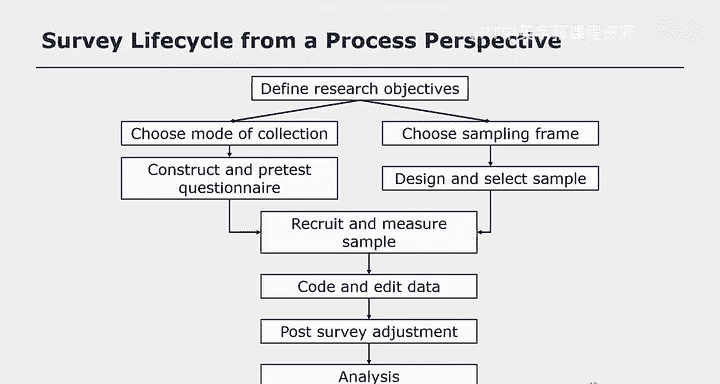 Survey Lifecycle from a Process Perspective
Define research objectives
Choose mode of collection
Choose sampling frame
Construct and pretest
questionnaire
Design and select sample
Recruit and measure
sample
Code and edit data
Post survey adjustment
Analysis